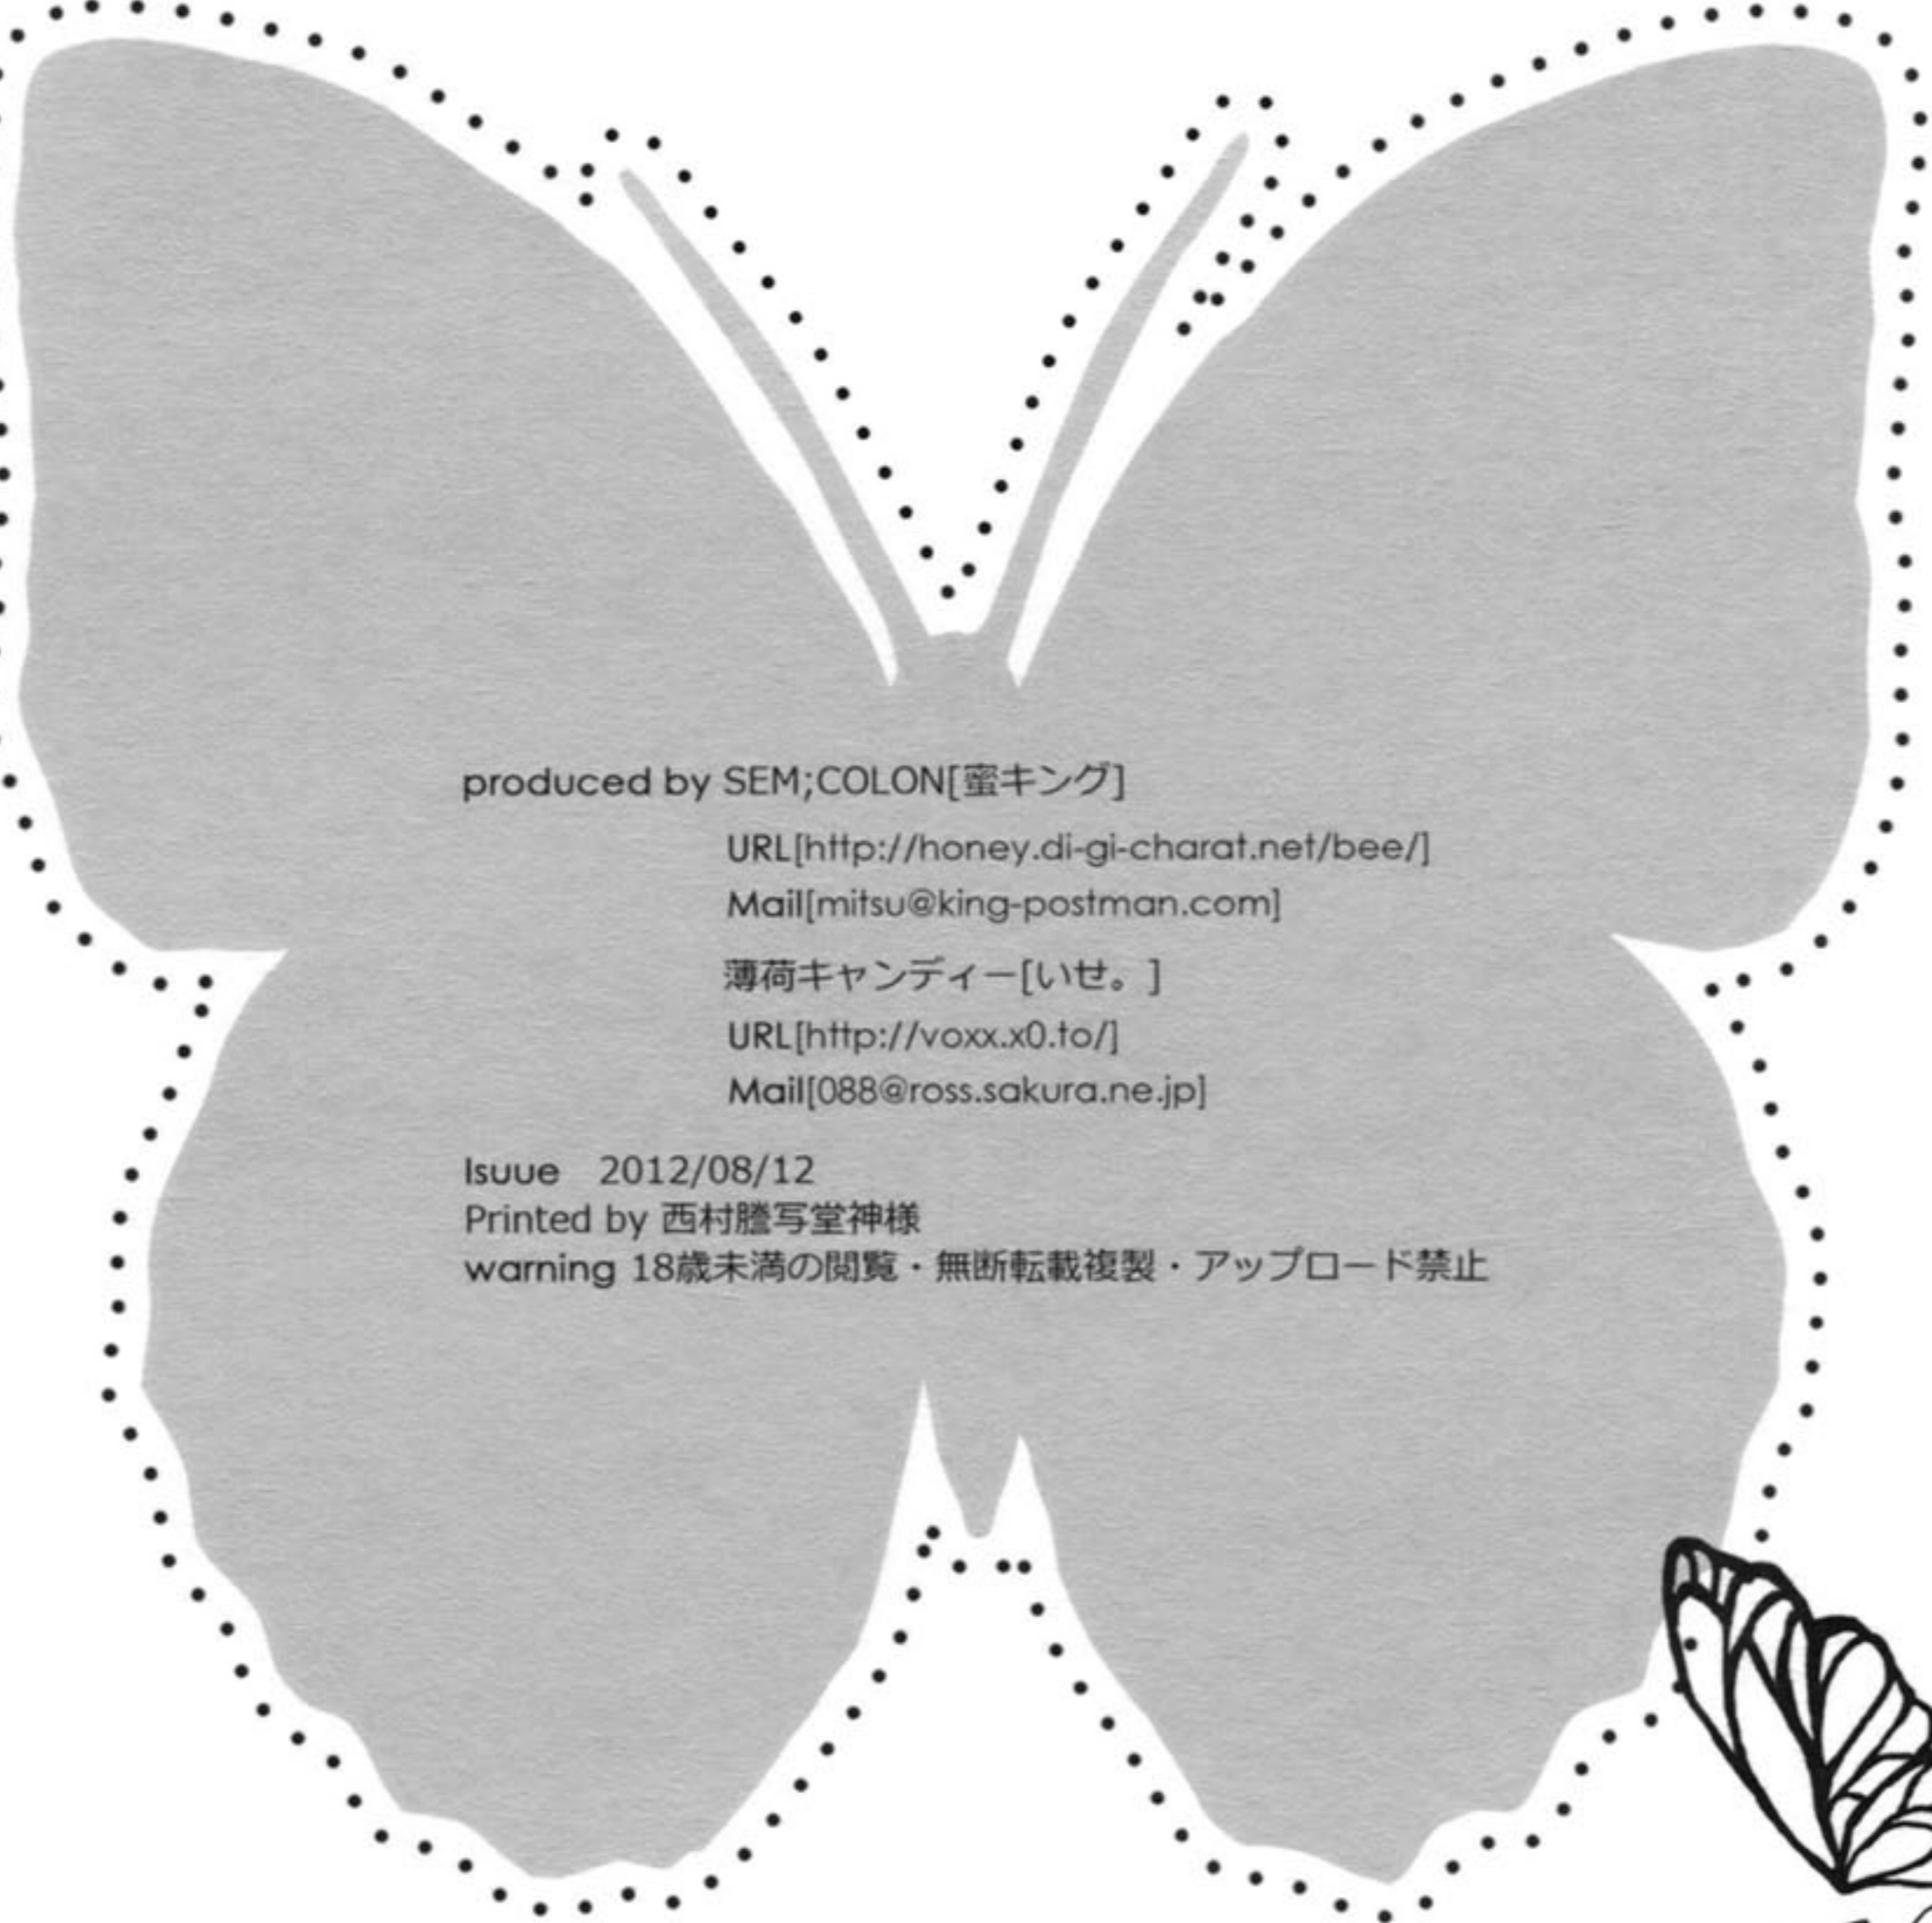 produced by SEM;COLON[蜜キング]
URL[http://honey.di-gi-charat.net/bee/]
Mail[mitsu@king-postman.com]
薄荷キャンディー[いせ。]
URL[http://voxx.x0.to/]
Mail[088@ross.sakura.ne.jp]
Isuue 2012/08/12
Printed by 西村謄写堂神様
warning 18歳未満の閲覧・無断転載複製・アップロード禁止